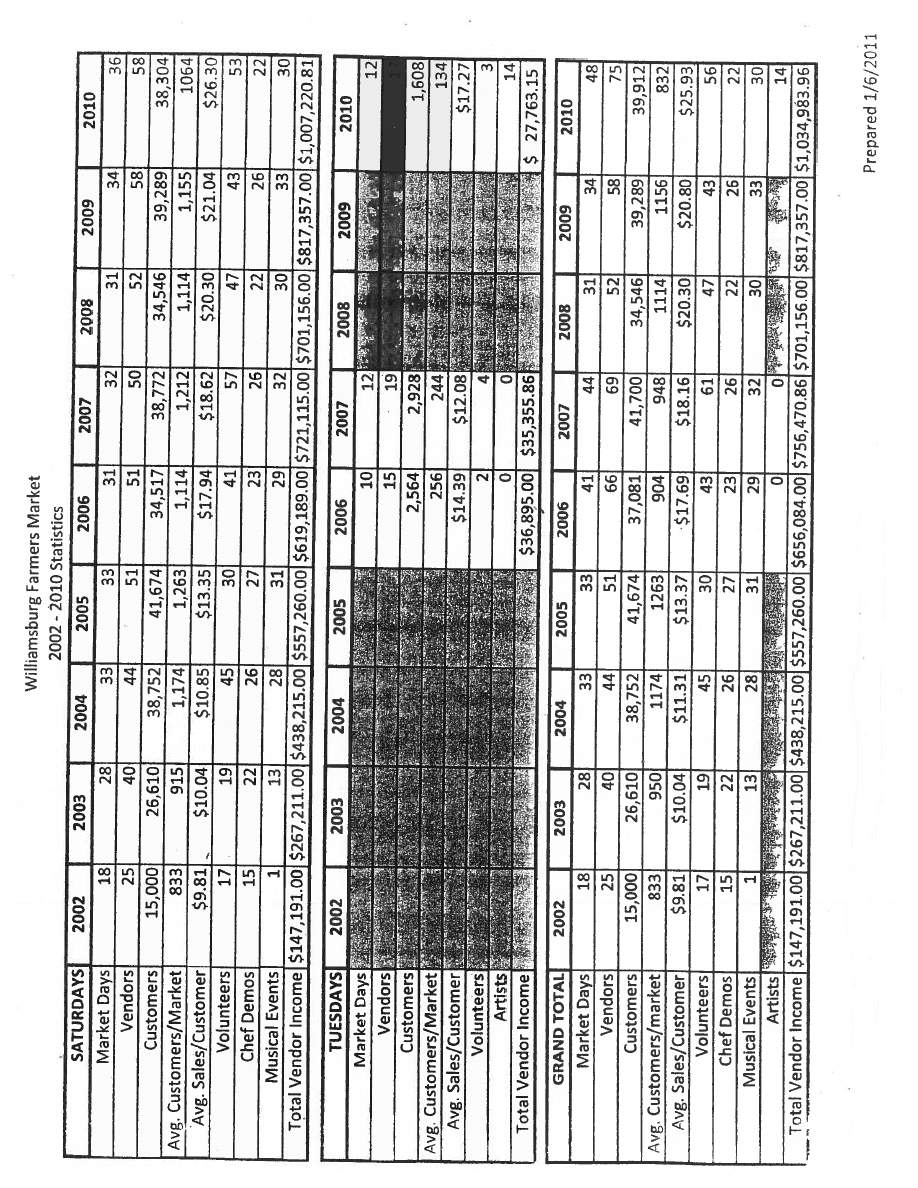 Williamsburg Farmers Market
2002 - 2010 Statistics
SATURDAYS 2002 2003 2004 2005 2006 2007 2008 2009 2010
Market Days 18 28 33 33 31 32 31 34 36
Vendors 25 40 44 51 51 50 52 58 58
Customers 15,000 26,610 38,752 41,674 34,517 38,772 34,546 39,289 38,304
Avg. Customers/Market 833 915 1,174 1,263 1,114 1,212 1,114 1,155 1064
Avg. Sales/Customer $9.81 $10.04 $10.85 $13.35 $17.94 $18.62 $20.30 $21.04 $26.30
Volunteers 17 19 45 30 41 57 47 43 53
Chef Demos 15 22 26 27 23 26 22 26 22
Musical Events 1 13 28 31 29 32 30 33 30
Total Vendor Income $147,191.00 $267,211.00 $438,215.00 $557,260.00 $619,189.00 $721,115.00 $701,156.00 $817,357.00 $1,007,220.81
TUESDAYS 2002 2003 2004 2005 2006 2007 2008 2009 2010
Market Days 10 12 12
Vendors 15 19 17
Customers 2,564 2,928 1,608
Avg. Customers/Market 256 244 134
Avg. Sales/Customer $14.39 $12.08 $17.27
Volunteers 2 4 3
Artists 0 0 14
Total Vendor Income $36,895.00 $35,355.86 $ 27,763.15
GRAND TOTAL 2002 2003 2004 2005 2006 2007 2008 2009 2010
Market Days 18 28 33 33 41 44 31 34 48
Vendors 25 40 44 51 66 69 52 58 75
Customers 15,000 26,610 38,752 41,674 37,081 41,700 34,546 39,289 39,912
Avg. Customers/market 833 950 1174 1263 904 948 1114 1156 832
Avg. Sales/Customer $9.81 $10.04 $11.31 $13.37 $17.69 $18.16 $20.30 $20.80 $25.93
Volunteers 17 19 45 30 43 61 47 43 56
Chef Demos 15 22 26 27 23 26 22 26 22
Musical Events 1 13 28 31 29 32 30 33 30
Artists 0 0 14
Total Vendor Income $147,191.00 $267,211.00 $438,215.00 $557,260.00 $656,084.00 $756,470.86 $701,156.00 $817,357.00 $1,034,983.96
Prepared 1/6/2011